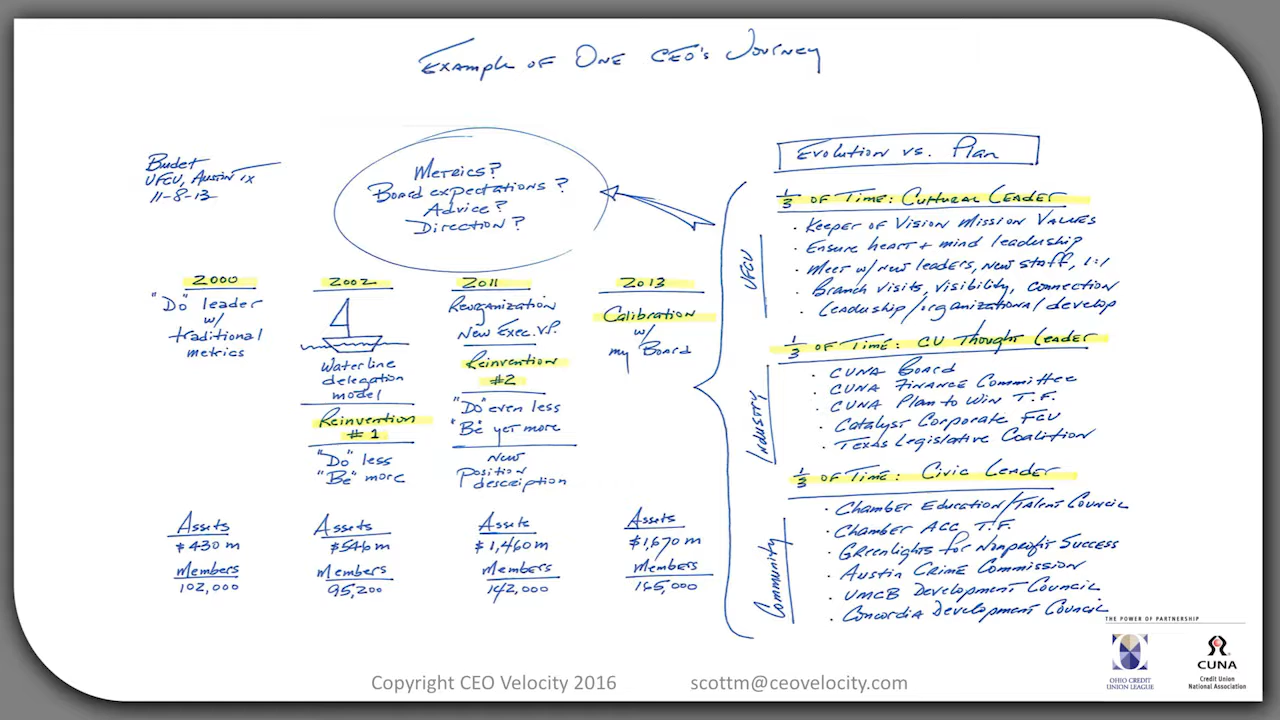 Example of One CEO's Journey
Budet
UFCU, Austin TX
11-8-13
Metrics?
Board expectations?
Advice?
Direction?
2000
"Do" leader
w/
traditional
metrics
Assets
$430m
Members
102,000
2002
Waterline
delegation
model
Reinvention
#1
"Do" less
"Be" more
Assets
$546m
Members
95,200
2011
Reorganization
New Exec. V.P.
Reinvention
#2
"Do" even less
"Be" yet more
New
Position
description
Assets
$1,460m
Members
142,000
2013
Calibration
w/
my Board
Assets
$1,670m
Members
165,000
Evolution vs. Plan
UFCU
1/3 of Time: Cultural Leader
· Keeper of Vision Mission Values
· Ensure heart + mind leadership
· Meet w/ new leaders, new staff, 1:1
· Branch visits, visibility, connection
· Leadership/organizational develop
Industry
1/3 of Time: CU Thought Leader
· CUNA Board
· CUNA Finance Committee
· CUNA Plan to Win T.F.
· Catalyst Corporate FCU
· Texas Legislative Coalition
Community
1/3 of Time: Civic Leader
· Chamber Education/Talent Council
· Chamber ACC T.F.
· Greenlights for Nonprofit Success
· Austin Crime Commission
· UMCB Development Council
· Concordia Development Council
THE POWER OF PARTNERSHIP
OHIO CREDIT
UNION LEAGUE
CUNA
Credit Union
National Association
Copyright CEO Velocity 2016
scottm@ceovelocity.com